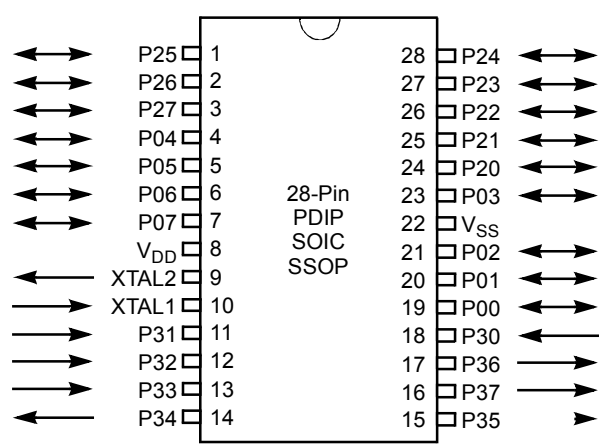 P25 1 28 P24
P26 2 27 P23
P27 3 26 P22
P04 4 25 P21
P05 5 24 P20
P06 6 28-Pin 23 P03
P07 7 PDIP 22 VSS
VDD 8 SOIC 21 P02
XTAL2 9 SSOP 20 P01
XTAL1 10 19 P00
P31 11 18 P30
P32 12 17 P36
P33 13 16 P37
P34 14 15 P35